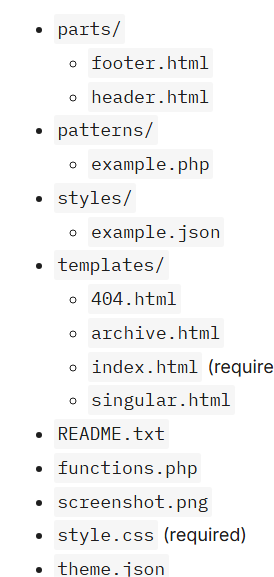 parts/
footer.html
header.html
patterns/
example.php
styles/
example.json
templates/
404.html
archive.html
index.html (require
singular.html
README.txt
functions.php
screenshot.png
style.css (required)
theme.json